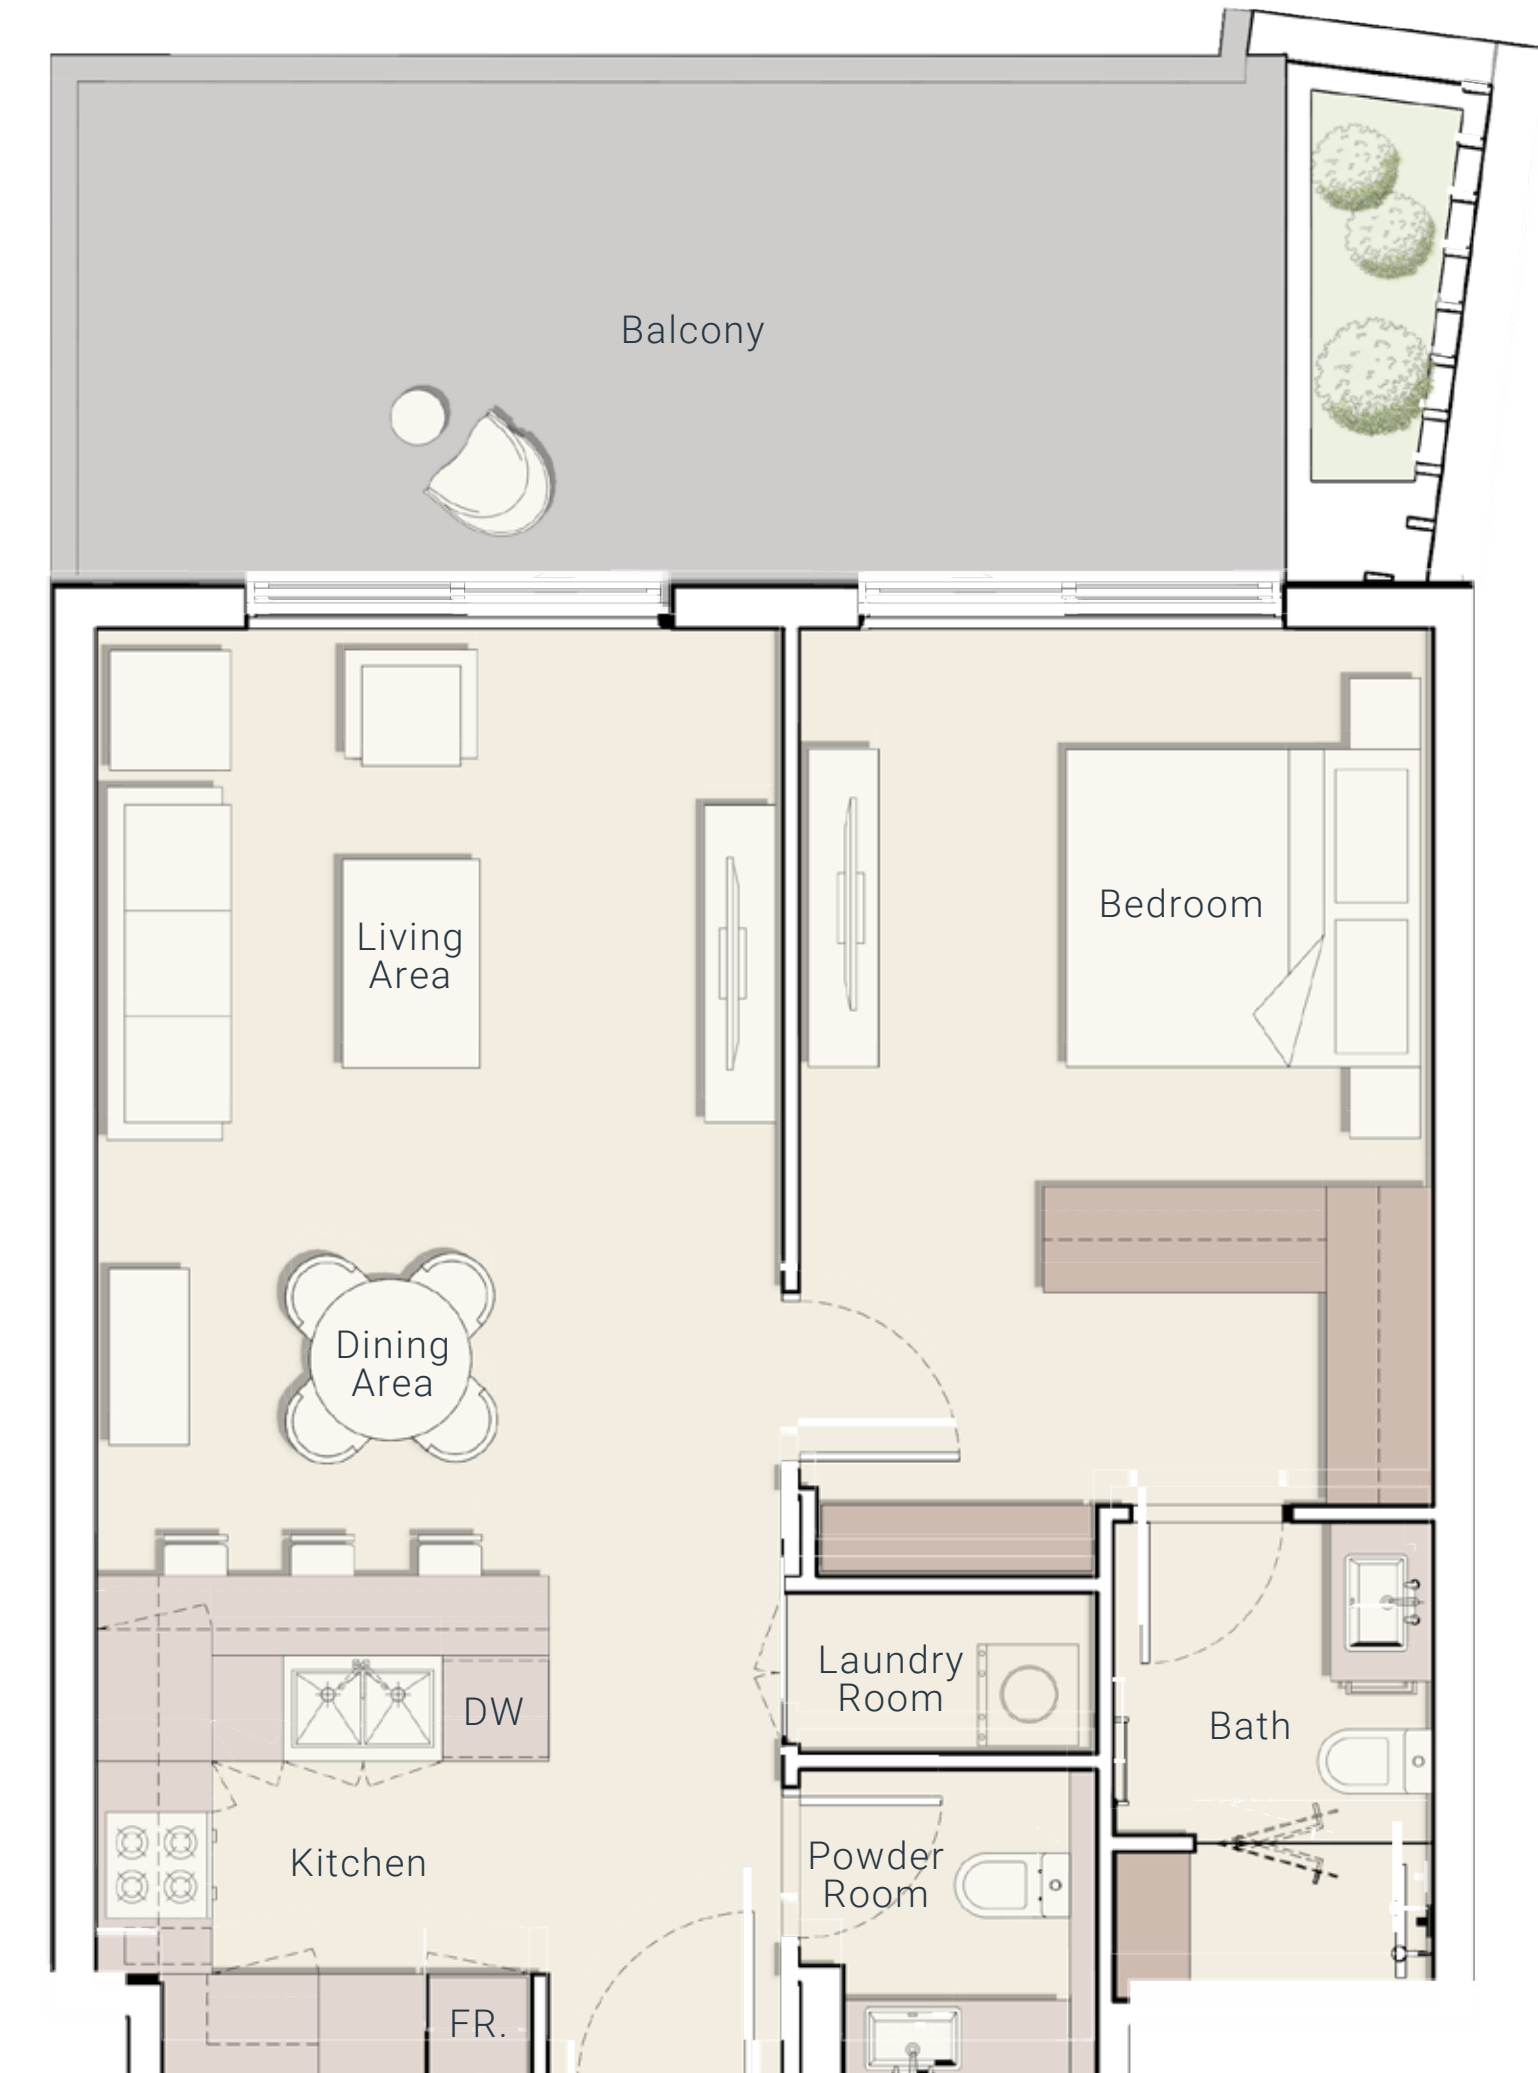 Balcony
Living
Area
Bedroom
Dining
Area
Laundry
Room
DW
Bath
Kitchen
Powder
Room
FR.